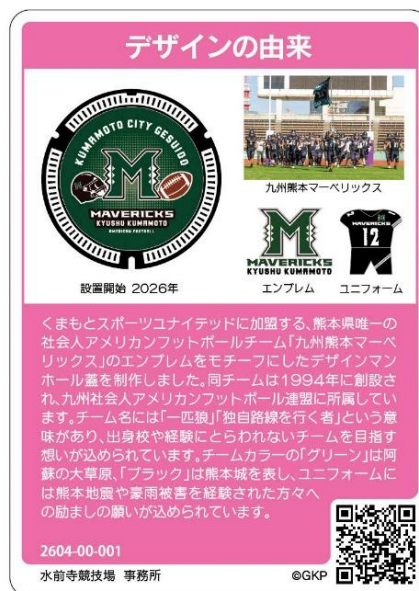 デザインの由来
KUMAMOTO CITY GESUIDO
M
MAVERICKS
KYUSHU KUMAMOTO
AMERICAN FOOTBALL
設置開始 2026年
九州熊本マーベリックス
M
MAVERICKS
KYUSHU KUMAMOTO
エンブレム
MAVERICKS
12
ユニフォーム
くまもとスポーツユナイテッドに加盟する、熊本県唯一の
社会人アメリカンフットボールチーム「九州熊本マーベ
リックス」のエンブレムをモチーフにしたデザインマン
ホール蓋を制作しました。同チームは1994年に創設さ
れ、九州社会人アメリカンフットボール連盟に所属してい
ます。チーム名には「一匹狼」「独自路線を行く者」という意
味があり、出身校や経験にとらわれないチームを目指す
想いが込められています。チームカラーの「グリーン」は阿
蘇の大草原、「ブラック」は熊本城を表し、ユニフォームに
は熊本地震や豪雨被害を経験された方々へ
の励ましの願いが込められています。
2604-00-001
水前寺競技場 事務所
©GKP